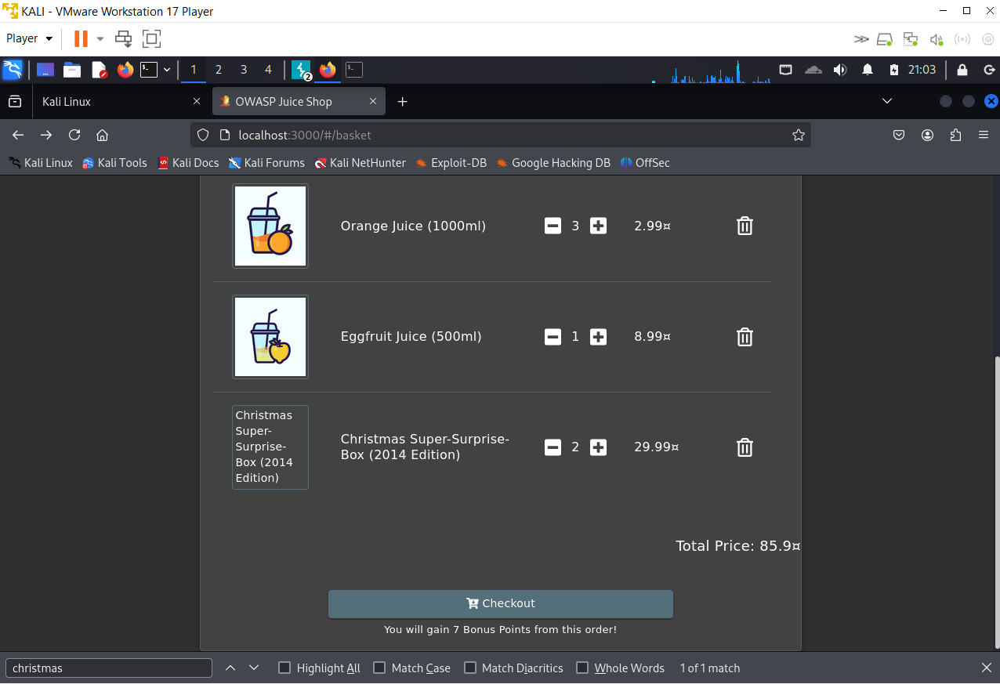 KALI - VMware Workstation 17 Player
Player
1 2 3 4 2 21:03
Kali Linux OWASP Juice Shop
localhost:3000/#/basket
Kali Linux Kali Tools Kali Docs Kali Forums Kali NetHunter Exploit-DB Google Hacking DB OffSec
Orange Juice (1000ml) 3 2.99¤
Eggfruit Juice (500ml) 1 8.99¤
Christmas
Super-
Surprise-
Box (2014
Edition)
Christmas Super-Surprise-
Box (2014 Edition)
2 29.99¤
Total Price: 85.9¤
Checkout
You will gain 7 Bonus Points from this order!
christmas Highlight All Match Case Match Diacritics Whole Words 1 of 1 match